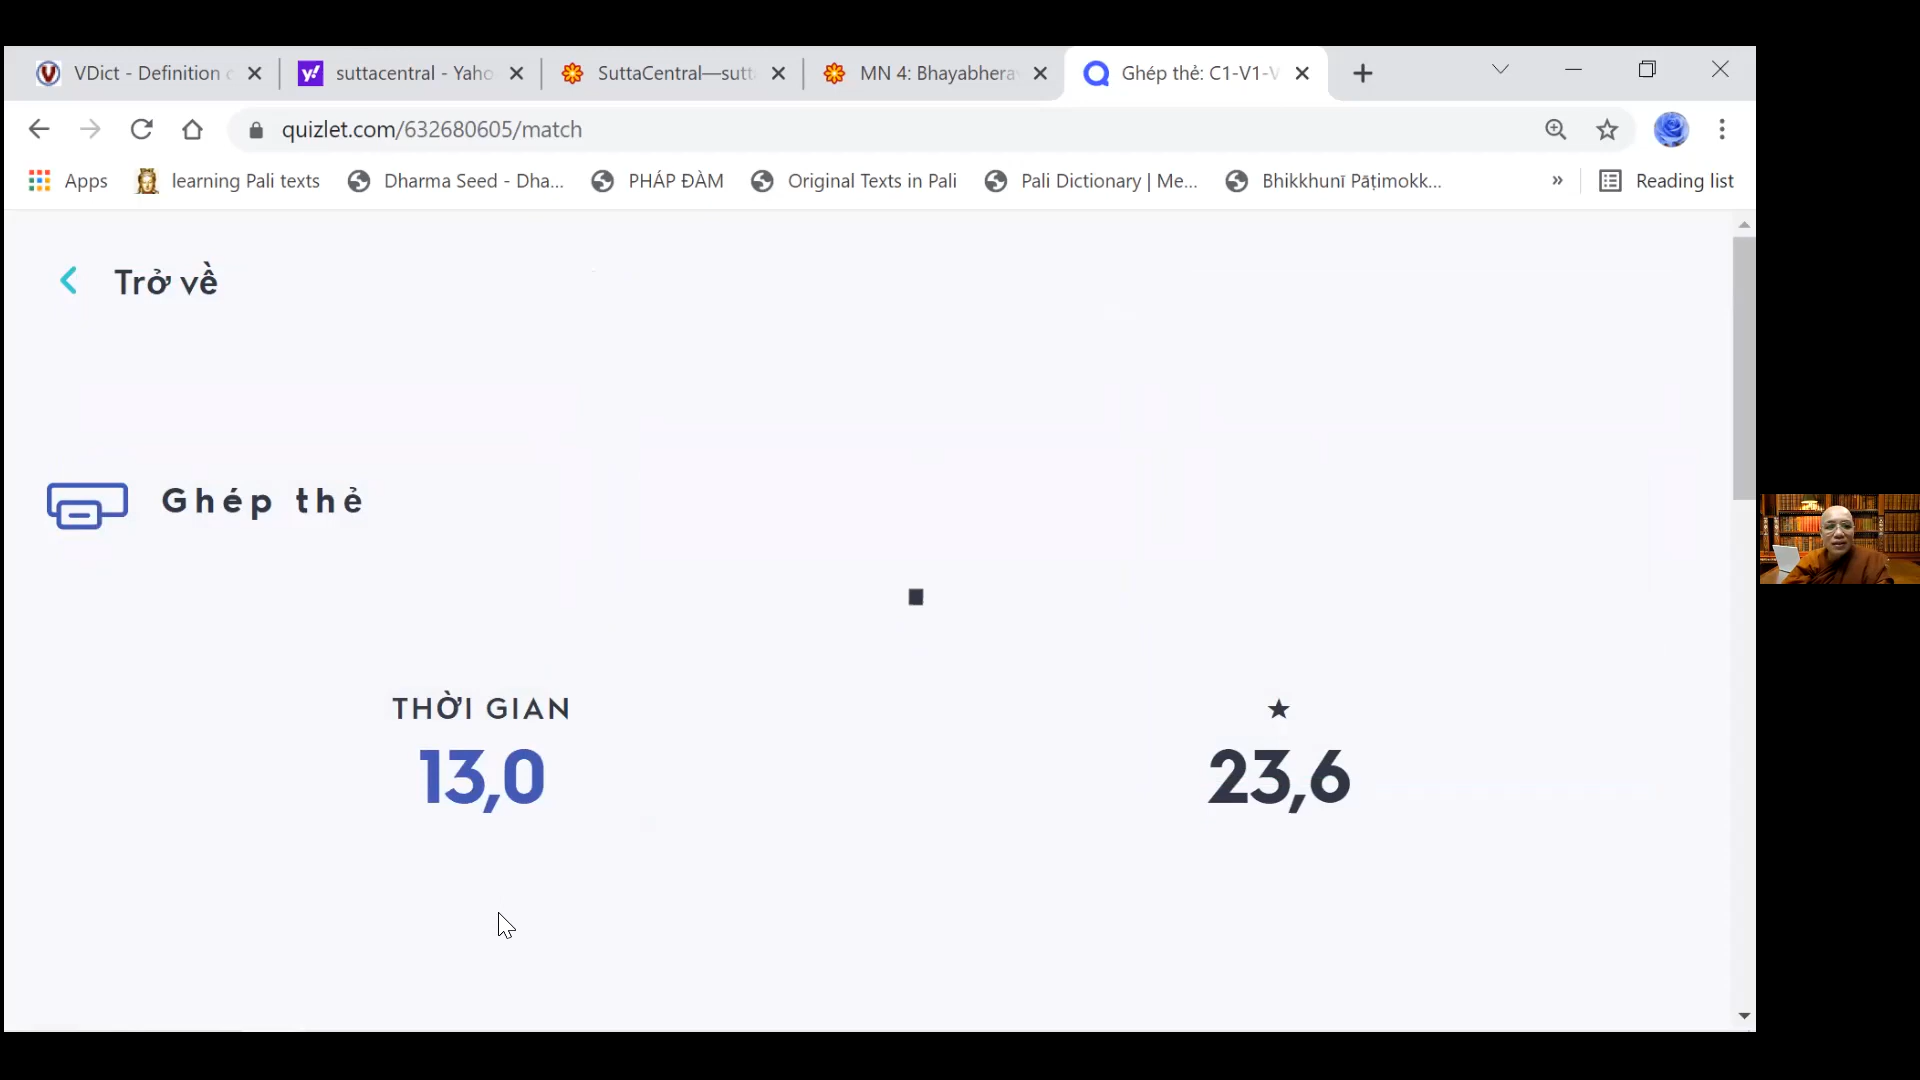 VDict - Definition
suttacentral - Yaho
SuttaCentral—sutt
MN 4: Bhayabhera
Ghép thẻ: C1-V1-V
quizlet.com/632680605/match
Apps
learning Pali texts
Dharma Seed - Dha...
PHÁP ĐÀM
Original Texts in Pali
Pali Dictionary | Me...
Bhikkhunī Pāṭimokk...
»
Reading list
Trở về
Ghép thẻ
THỜI GIAN
★
13,0
23,6